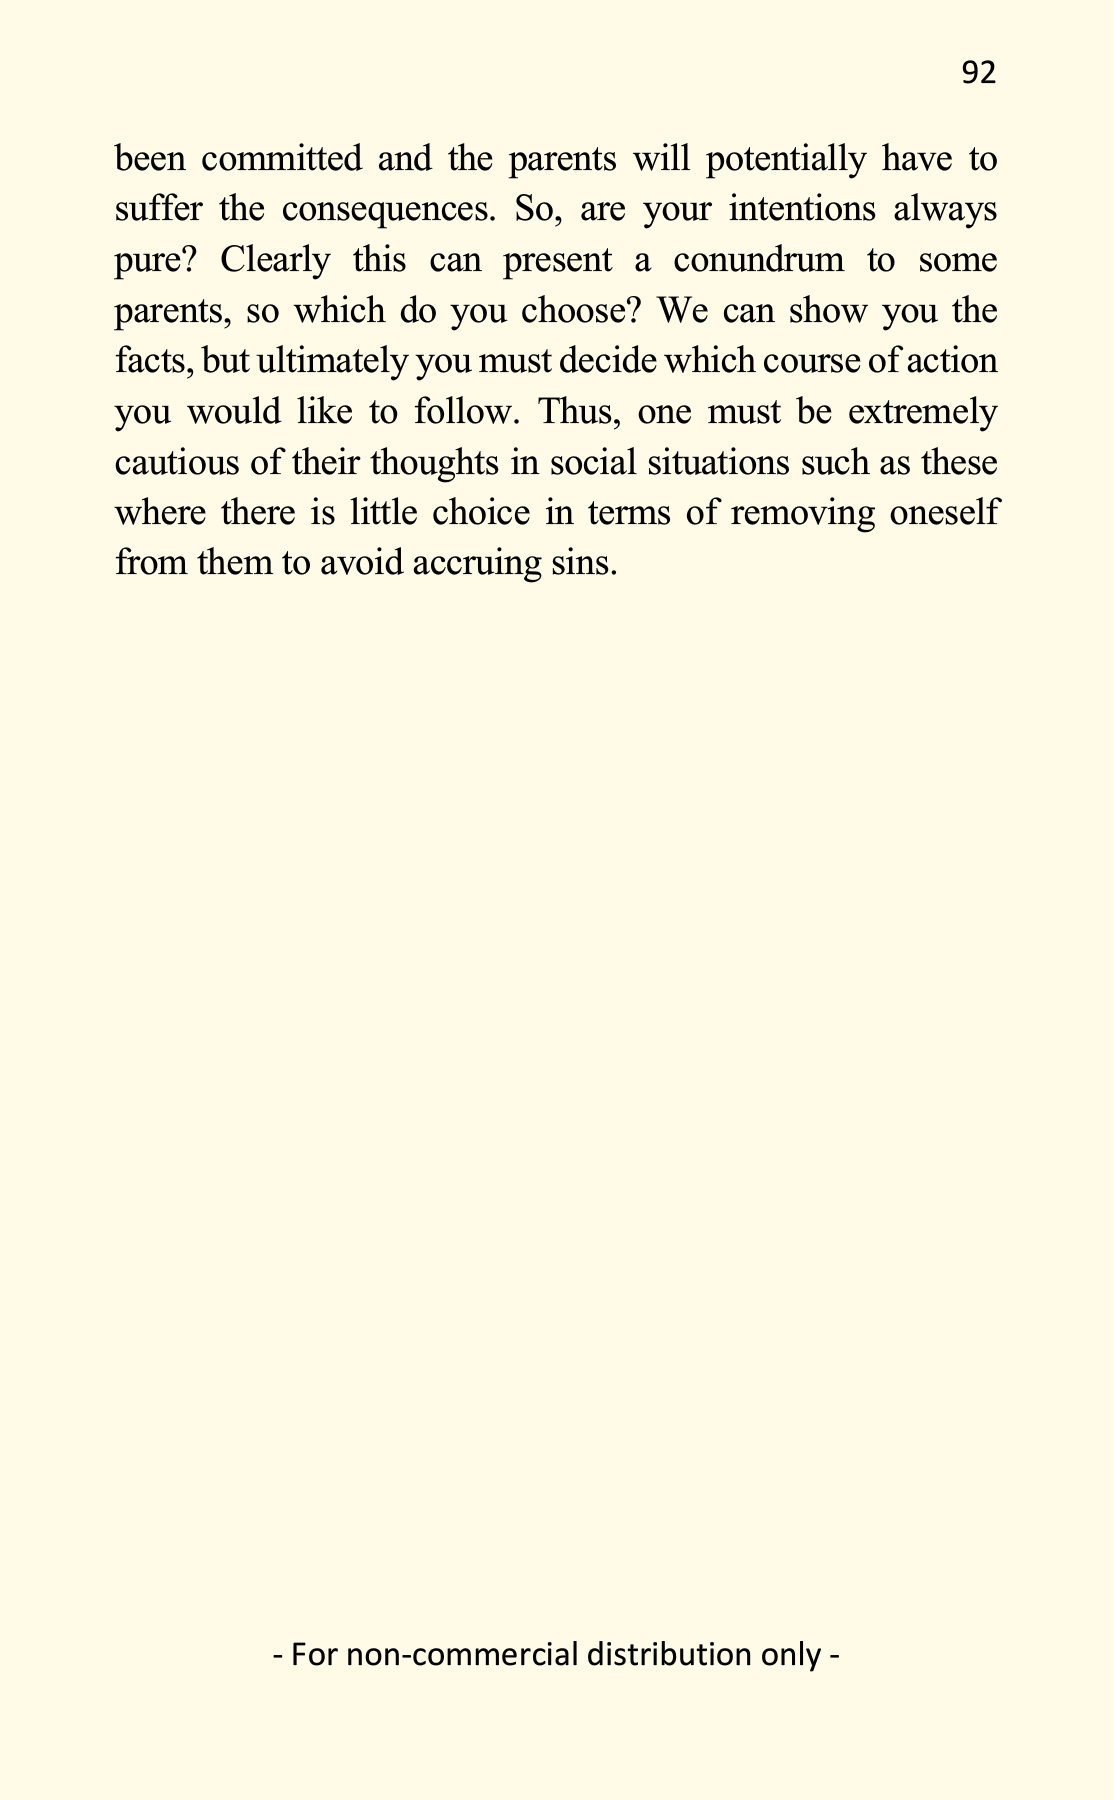 92
been committed and the parents will potentially have to
suffer the consequences. So, are your intentions always
pure? Clearly this can present a conundrum to some
parents, so which do you choose? We can show you the
facts, but ultimately you must decide which course of action
you would like to follow. Thus, one must be extremely
cautious of their thoughts in social situations such as these
where there is little choice in terms of removing oneself
from them to avoid accruing sins.
- For non-commercial distribution only -